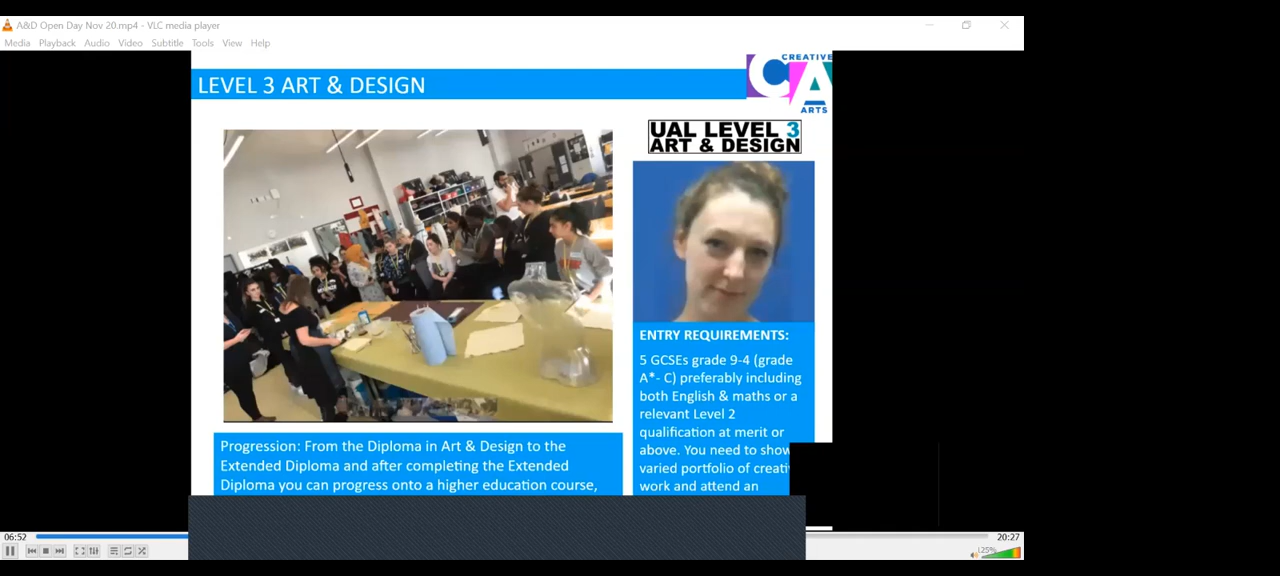 A&D Open Day Nov 20.mp4 - VLC media player
Media Playback Audio Video Subtitle Tools View Help
CREATIVE
CA
ARTS
LEVEL 3 ART & DESIGN
UAL LEVEL 3
ART & DESIGN
ENTRY REQUIREMENTS:
5 GCSEs grade 9-4 (grade
A*- C) preferably including
both English & maths or a
relevant Level 2
qualification at merit or
above. You need to show
varied portfolio of creati
work and attend an
Progression: From the Diploma in Art & Design to the
Extended Diploma and after completing the Extended
Diploma you can progress onto a higher education course,
06:52
20:27
125%